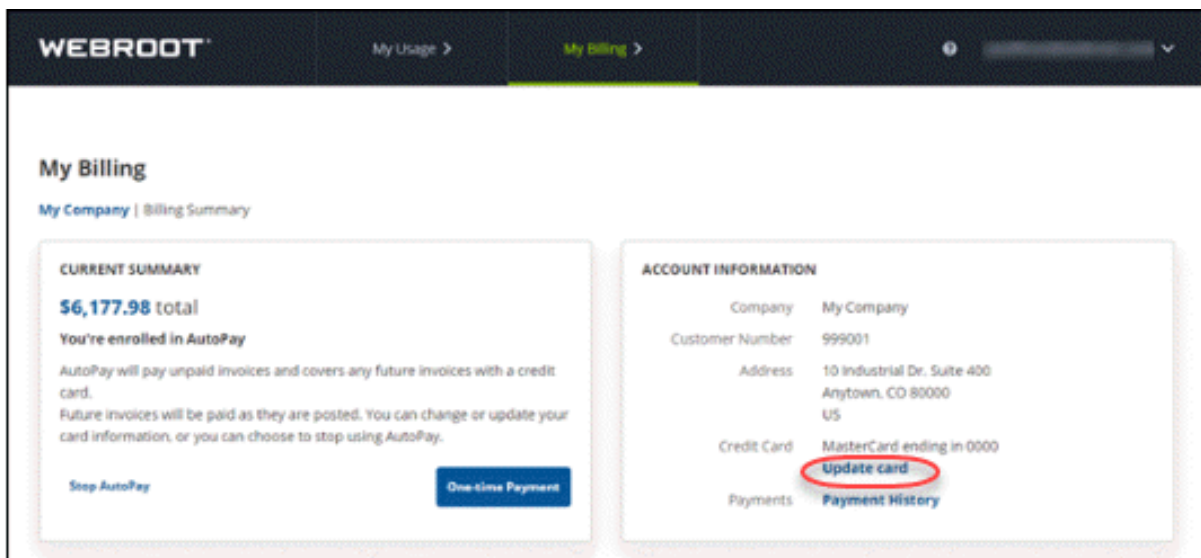 WEBROOT
My Usage >
My Billing >
My Billing
My Company | Billing Summary
CURRENT SUMMARY
$6,177.98 total
You're enrolled in AutoPay
AutoPay will pay unpaid invoices and covers any future invoices with a credit
card.
Future invoices will be paid as they are posted. You can change or update your
card information, or you can choose to stop using AutoPay.
Stop AutoPay
One-time Payment
ACCOUNT INFORMATION
Company My Company
Customer Number 999001
Address 10 Industrial Dr. Suite 400
Anytown, CO 80000
US
Credit Card MasterCard ending in 0000
Update card
Payments Payment History